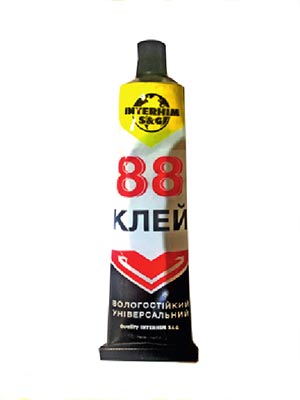 INTERHIM
S&G
88
КЛЕЙ
ВОЛОГОСТІЙКИЙ
УНІВЕРСАЛЬНИЙ
Quality INTERHIM S&G